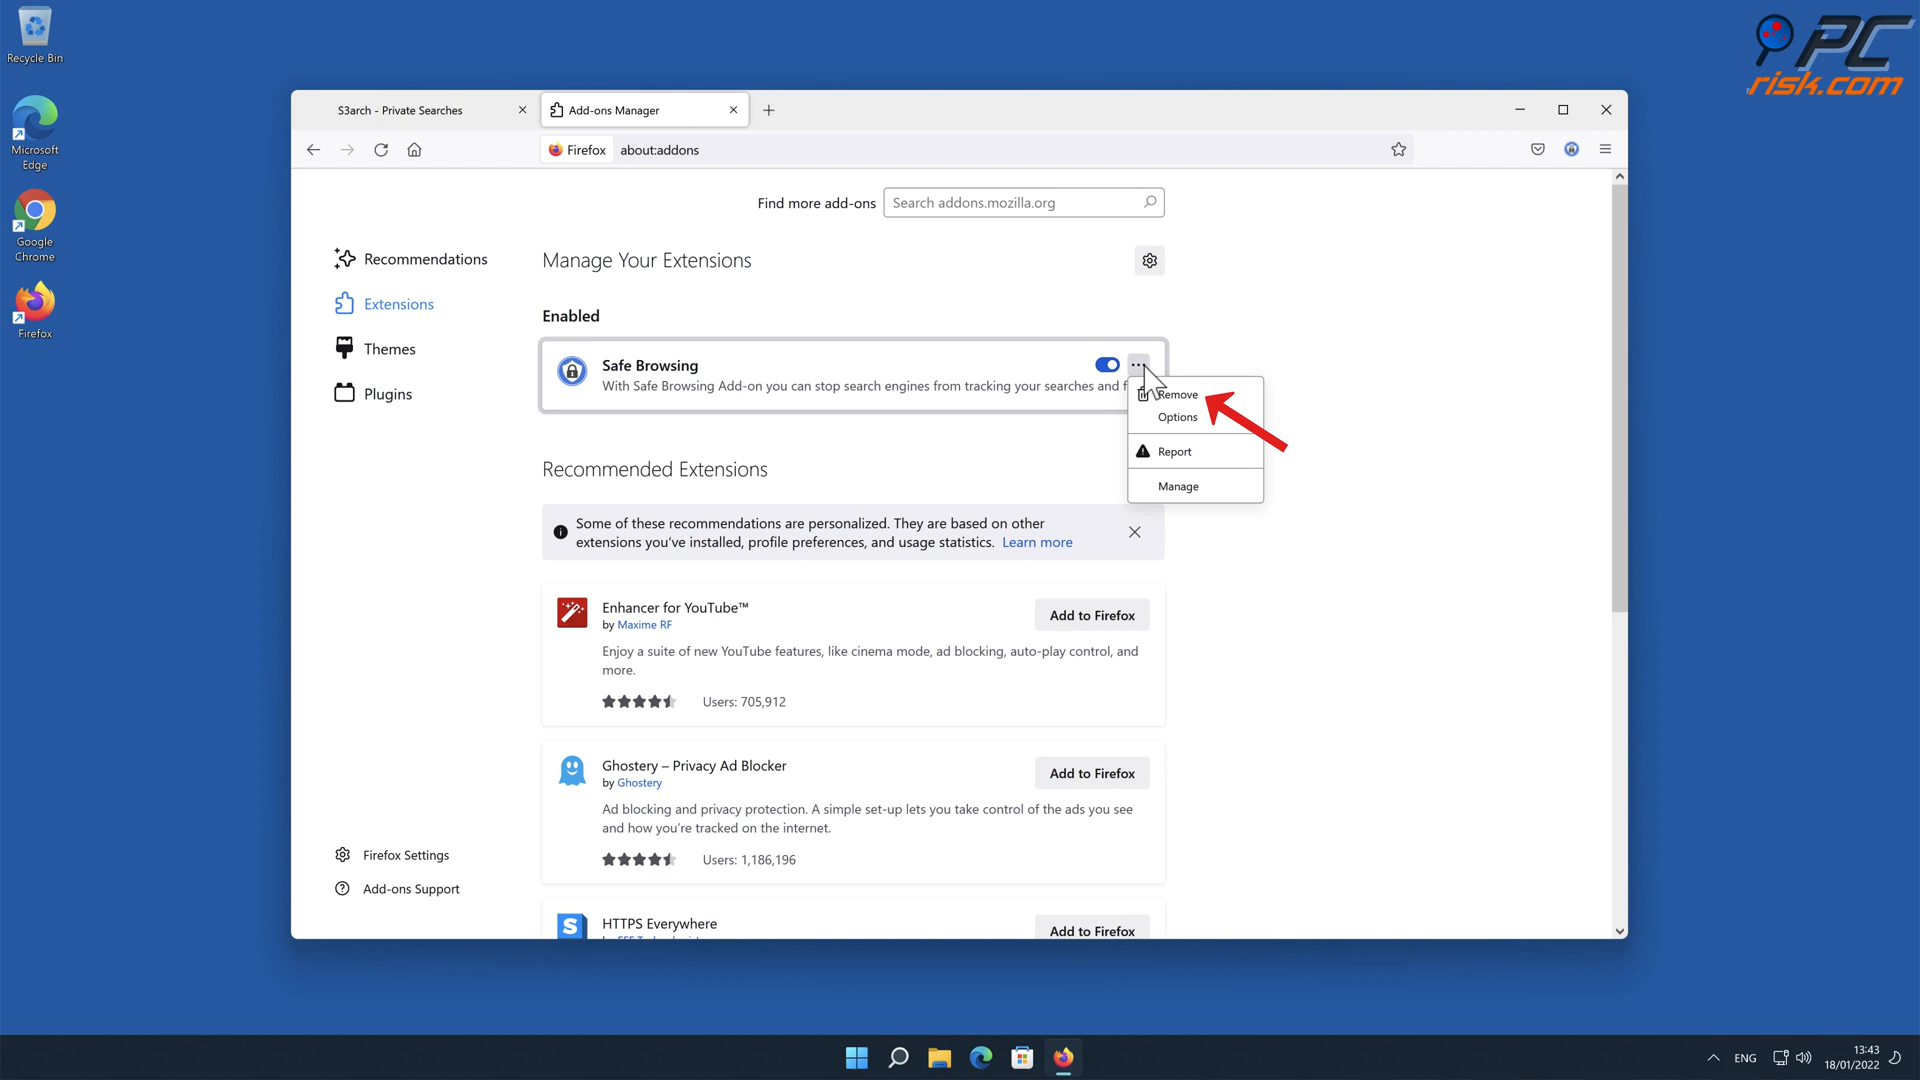 Recycle Bin
Microsoft
Edge
Google
Chrome
Firefox
PC
risk.com
S3arch - Private Searches
Add-ons Manager
Firefox
about:addons
Find more add-ons
Search addons.mozilla.org
Recommendations
Extensions
Themes
Plugins
Firefox Settings
Add-ons Support
Manage Your Extensions
Enabled
Safe Browsing
With Safe Browsing Add-on you can stop search engines from tracking your searches and f
Remove
Options
Report
Manage
Recommended Extensions
Some of these recommendations are personalized. They are based on other
extensions you've installed, profile preferences, and usage statistics. Learn more
Enhancer for YouTube™
by Maxime RF
Add to Firefox
Enjoy a suite of new YouTube features, like cinema mode, ad blocking, auto-play control, and
more.
Users: 705,912
Ghostery – Privacy Ad Blocker
by Ghostery
Add to Firefox
Ad blocking and privacy protection. A simple set-up lets you take control of the ads you see
and how you're tracked on the internet.
Users: 1,186,196
S
HTTPS Everywhere
Add to Firefox
ENG
13:43
18/01/2022